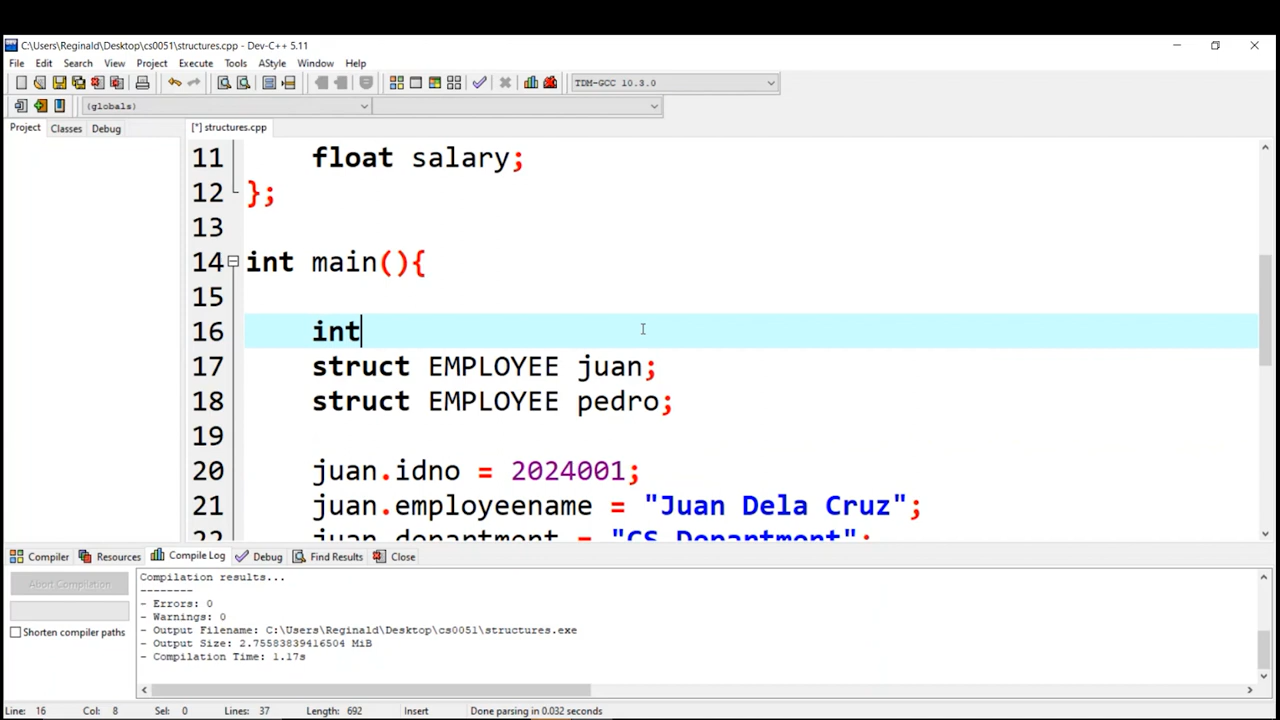 C:\Users\Reginald\Desktop\cs0051\structures.cpp - Dev-C++ 5.11
File Edit Search View Project Execute Tools AStyle Window Help
TDM-GCC 10.3.0
(globals)
Project Classes Debug [*] structures.cpp
11 float salary;
12 };
13
14 int main(){
15
16 int
17 struct EMPLOYEE juan;
18 struct EMPLOYEE pedro;
19
20 juan.idno = 2024001;
21 juan.employeename = "Juan Dela Cruz";
22 juan.department = "CS Department";
Compiler Resources Compile Log Debug Find Results Close
Abort Compilation
Shorten compiler paths
Compilation results...
--------
- Errors: 0
- Warnings: 0
- Output Filename: C:\Users\Reginald\Desktop\cs0051\structures.exe
- Output Size: 2.75583839416504 MiB
- Compilation Time: 1.17s
Line: 16 Col: 8 Sel: 0 Lines: 37 Length: 692 Insert Done parsing in 0.032 seconds